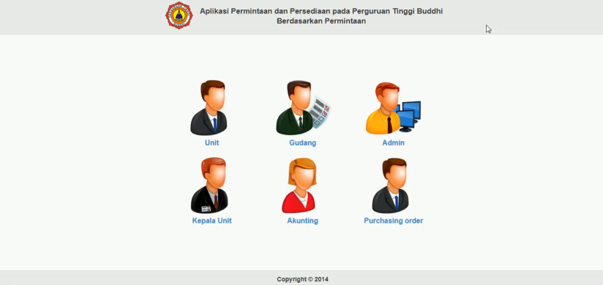 Aplikasi Permintaan dan Persediaan pada Perguruan Tinggi Buddhi
Berdasarkan Permintaan
Unit
Gudang
Admin
Kepala Unit
Akunting
Purchasing order
Copyright © 2014